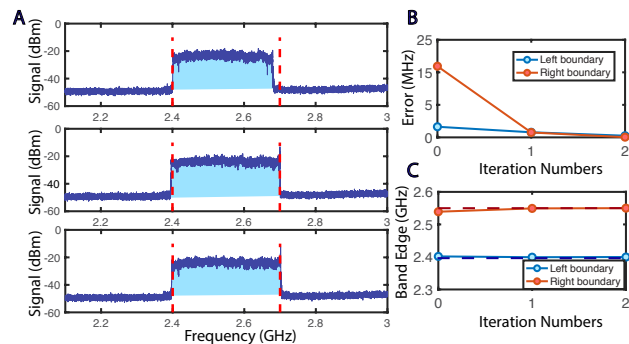 A
Signal (dBm)
0
-20
-40
-60
2.2
2.4
2.6
2.8
3
Signal (dBm)
0
-20
-40
-60
2.2
2.4
2.6
2.8
3
Signal (dBm)
0
-20
-40
-60
2.2
2.4
2.6
2.8
3
Frequency (GHz)
B
Error (MHz)
25
15
5
0
0
1
2
Left boundary
Right boundary
Iteration Numbers
C
Band Edge (GHz)
2.6
2.5
2.4
2.3
0
1
2
Left boundary
Right boundary
Iteration Numbers